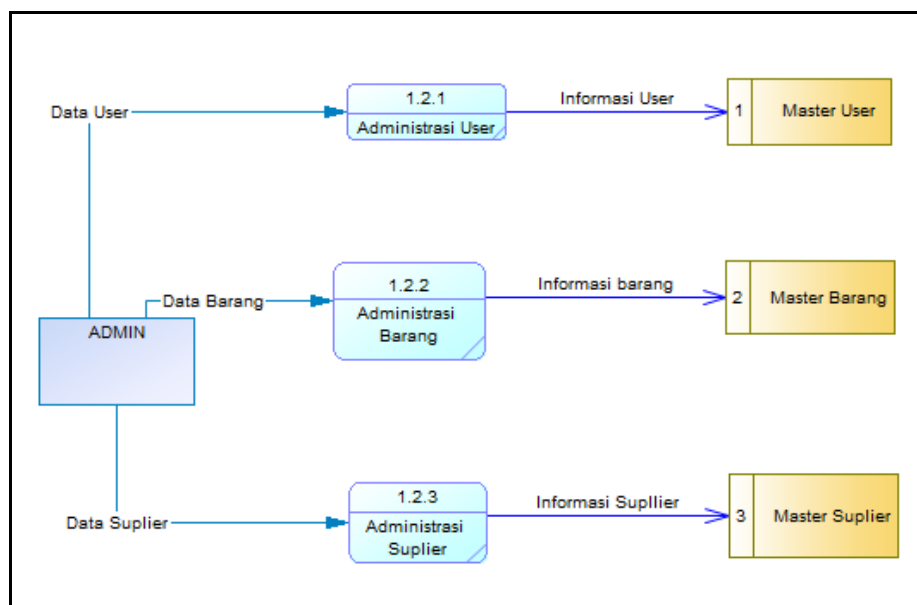 1.2.1
Data User
Administrasi User
Informasi User
1
Master User
1.2.2
Data Barang
Administrasi
Barang
Informasi barang
2
Master Barang
ADMIN
1.2.3
Data Suplier
Administrasi
Suplier
Informasi Supllier
3
Master Suplier